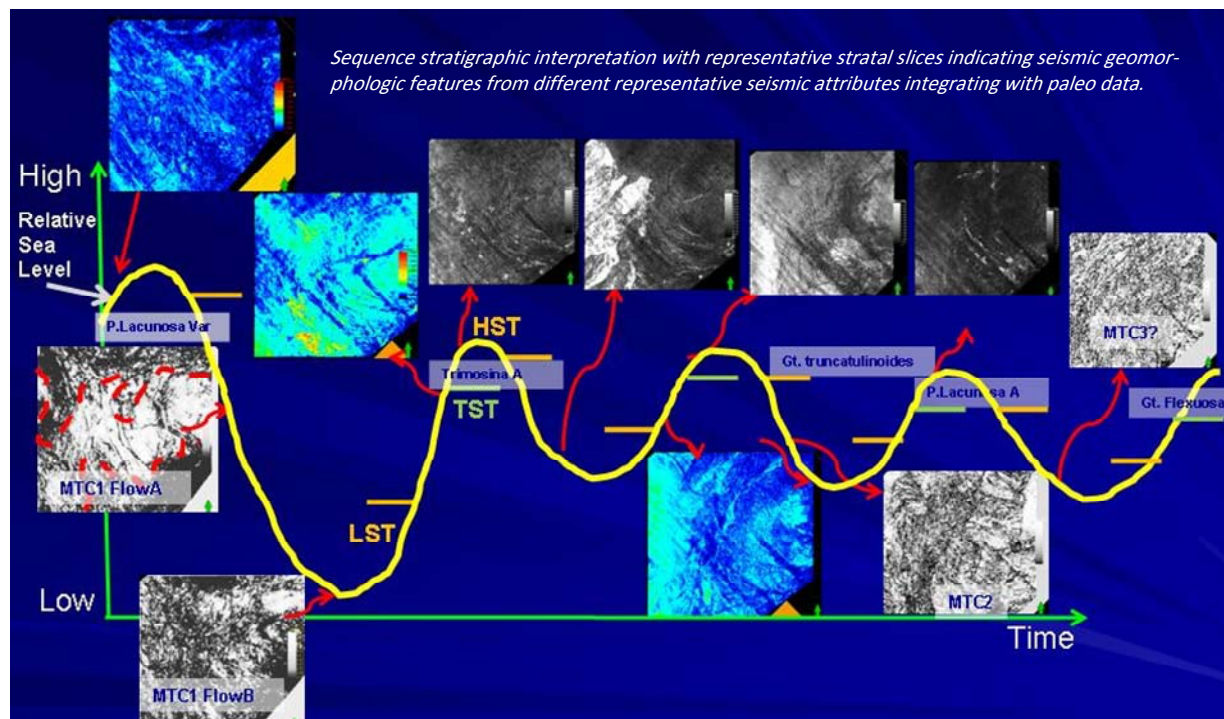 Sequence stratigraphic interpretation with representative stratal slices indicating seismic geomor-
phologic features from different representative seismic attributes integrating with paleo data.
High
Relative
Sea
Level
P.Lacunosa Var
HST
Trimosina A
TST
Gt. truncatulinoides
P.Lacunosa A
MTC3?
Gt. Flexuosa
MTC1 FlowA
LST
MTC2
Low
Time
MTC1 FlowB